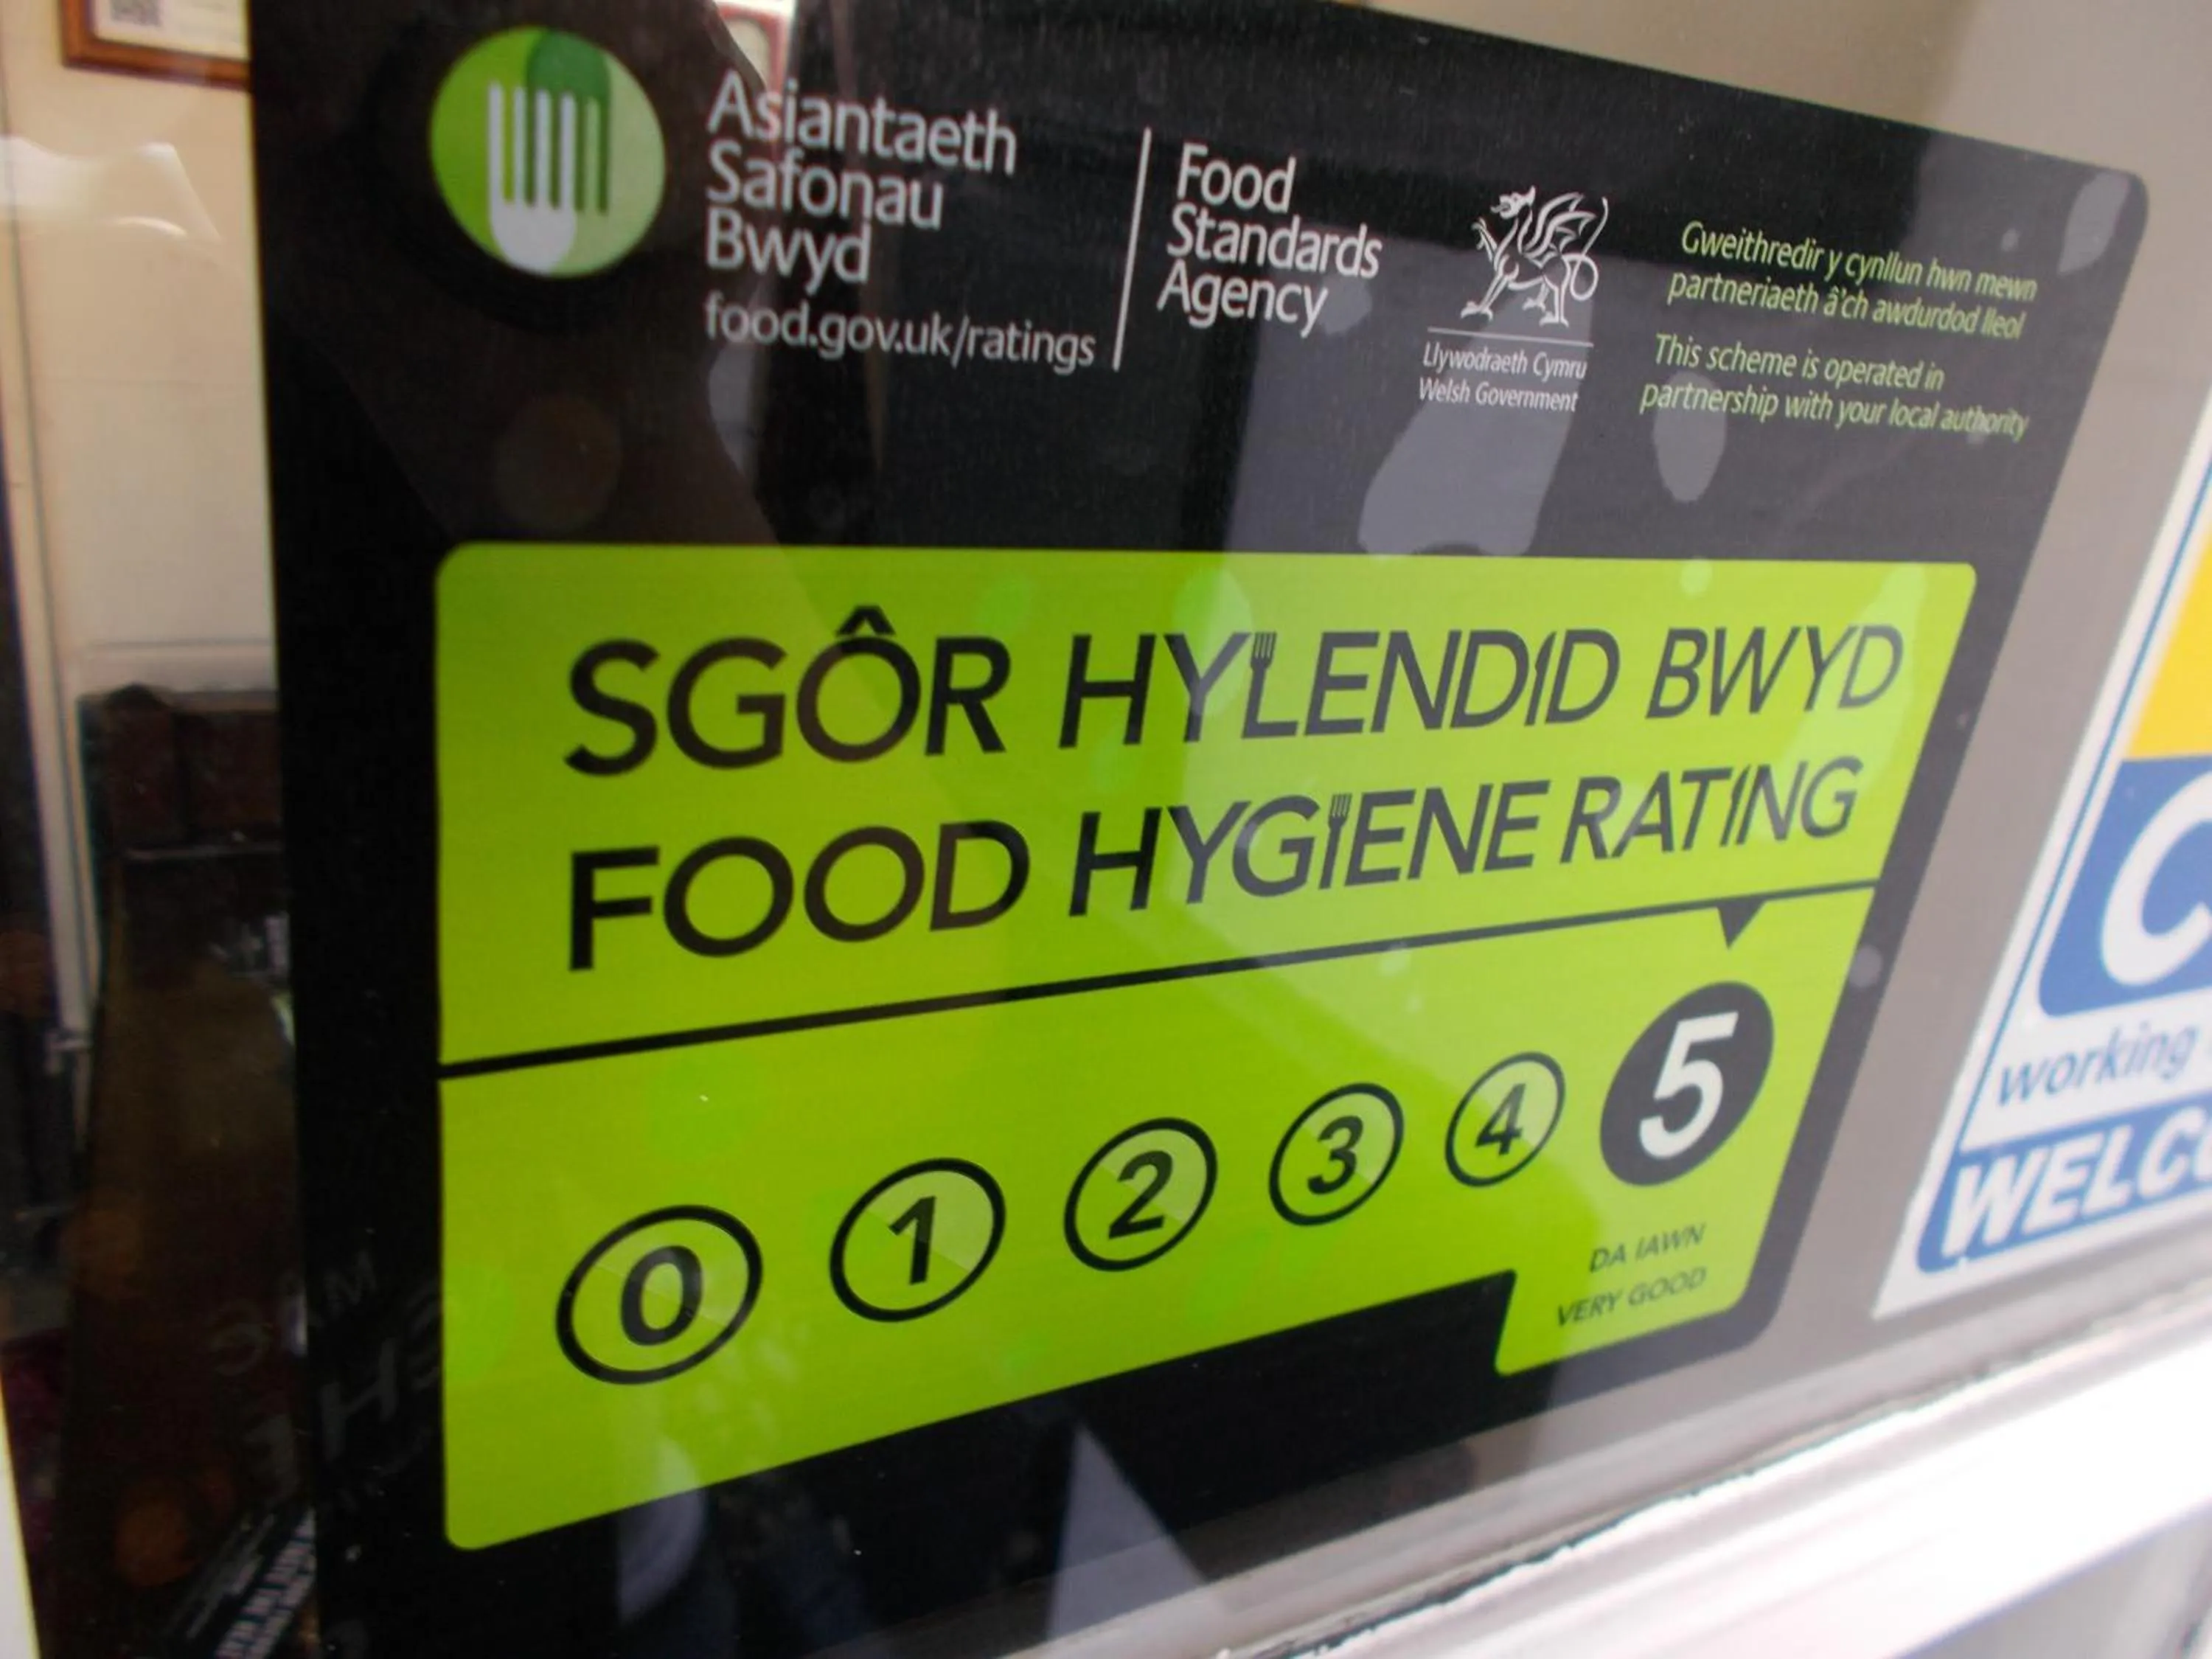 Asiantaeth
Safonau
Bwyd
food.gov.uk/ratings
Food
Standards
Agency
Llywodraeth Cymru
Welsh Government
Gweithredir y cynllun hwn mewn
partneriaeth â'ch awdurdod lleol
This scheme is operated in
partnership with your local authority
SGÔR HYLENDID BWYD
FOOD HYGIENE RATING
0 1 2 3 4 5
DA IAWN
VERY GOOD
working